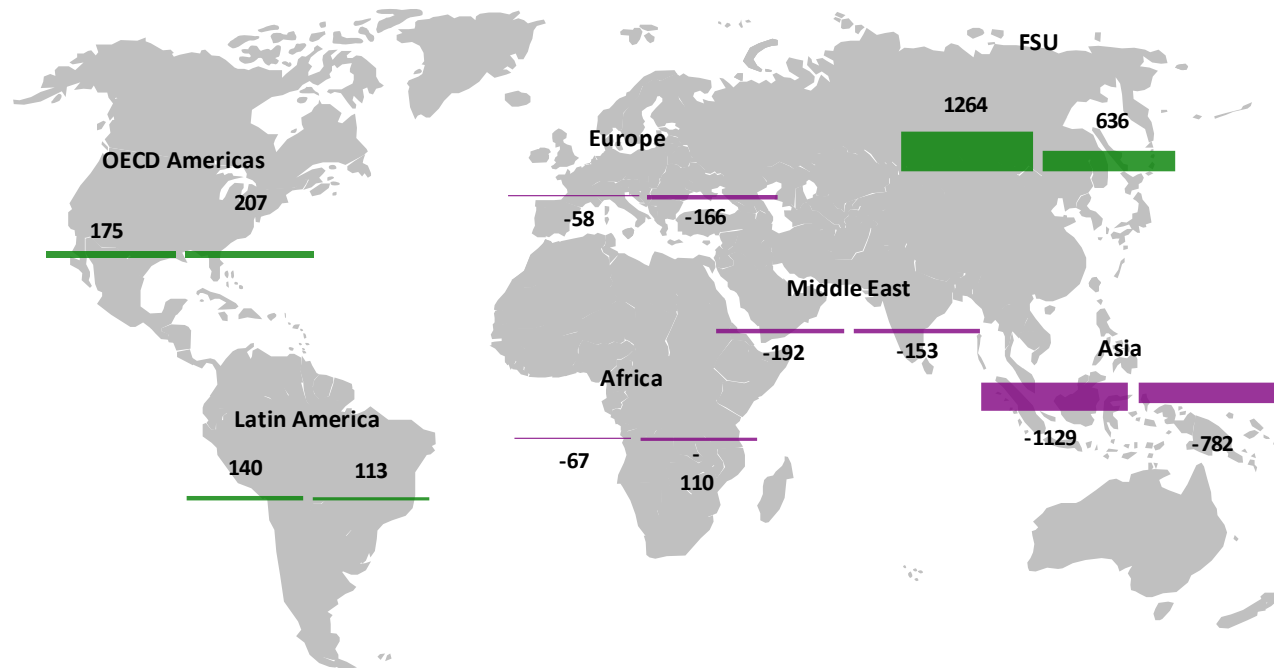 FSU
1264
636
Europe
-58
-166
OECD Americas
207
175
Middle East
-192
-153
Asia
-1129
-782
Africa
-67
-
110
Latin America
140
113